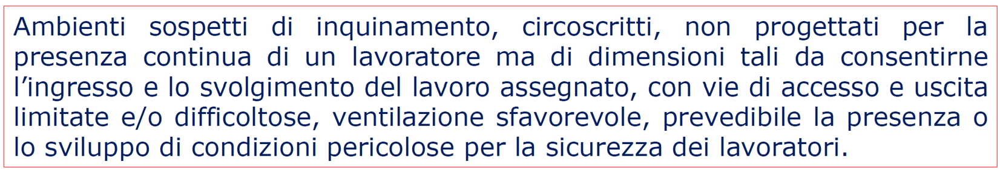 Ambienti sospetti di inquinamento, circoscritti, non progettati per la
presenza continua di un lavoratore ma di dimensioni tali da consentirne
l’ingresso e lo svolgimento del lavoro assegnato, con vie di accesso e uscita
limitate e/o difficoltose, ventilazione sfavorevole, prevedibile la presenza o
lo sviluppo di condizioni pericolose per la sicurezza dei lavoratori.